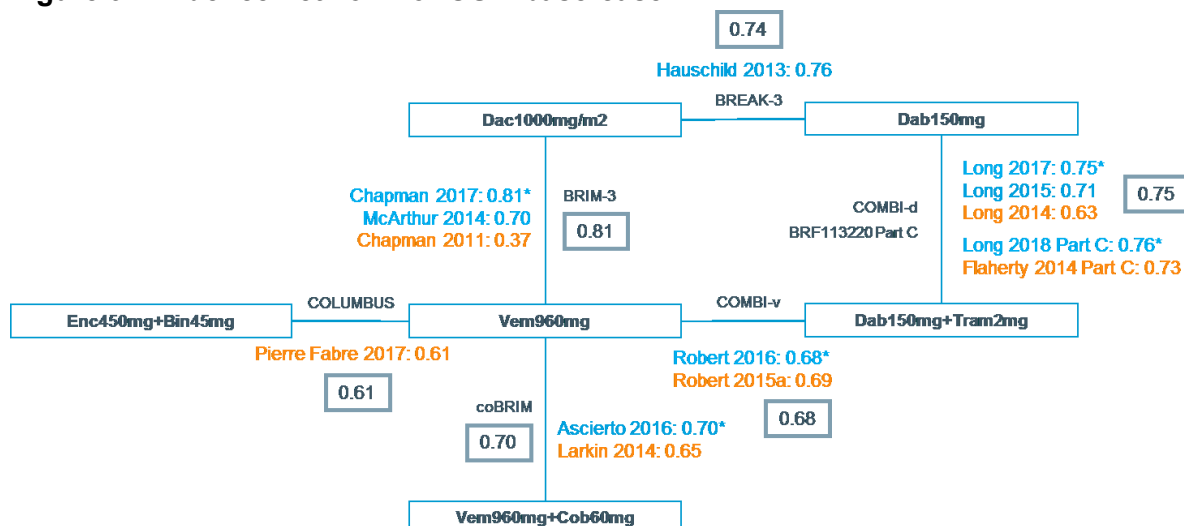 0.74
Hauschild 2013: 0.76
BREAK-3
Dac1000mg/m2
Dab150mg
Chapman 2017: 0.81*
McArthur 2014: 0.70
Chapman 2011: 0.37
BRIM-3
0.81
COMBI-d
BRF113220 Part C
Long 2017: 0.75*
Long 2015: 0.71
Long 2014: 0.63
0.75
Long 2018 Part C: 0.76*
Flaherty 2014 Part C: 0.73
COLUMBUS
COMBI-v
Enc450mg+Bin45mg
Vem960mg
Dab150mg+Tram2mg
Pierre Fabre 2017: 0.61
0.61
Robert 2016: 0.68*
Robert 2015a: 0.69
0.68
coBRIM
0.70
Ascierto 2016: 0.70*
Larkin 2014: 0.65
Vem960mg+Cob60mg